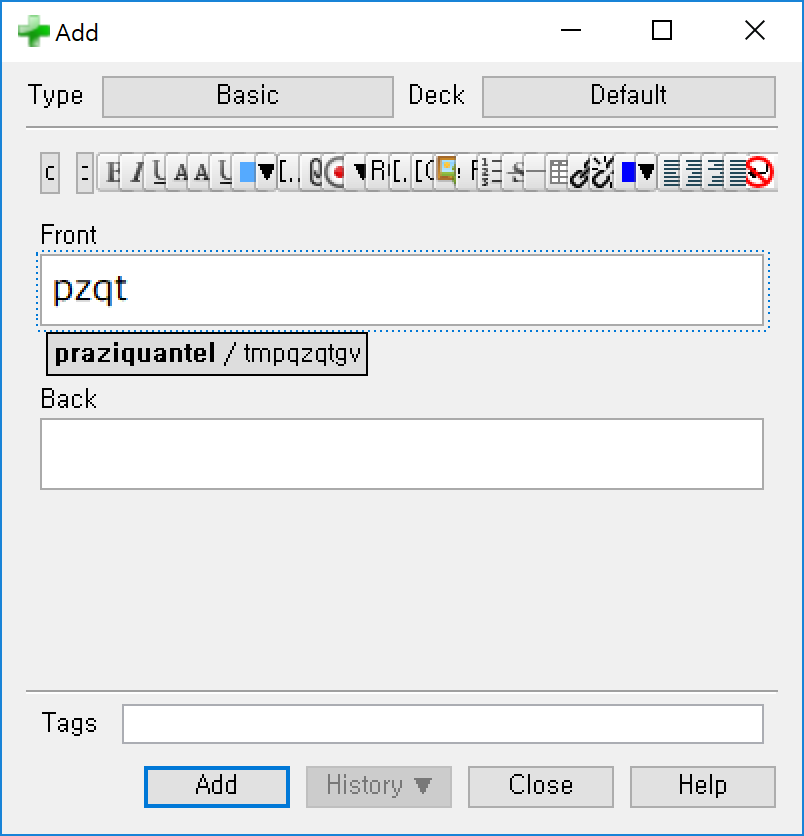 Add
Type Basic Deck Default
Front
pzqt
praziquantel / tmpqzqtgv
Back
Tags
Add History ▼ Close Help